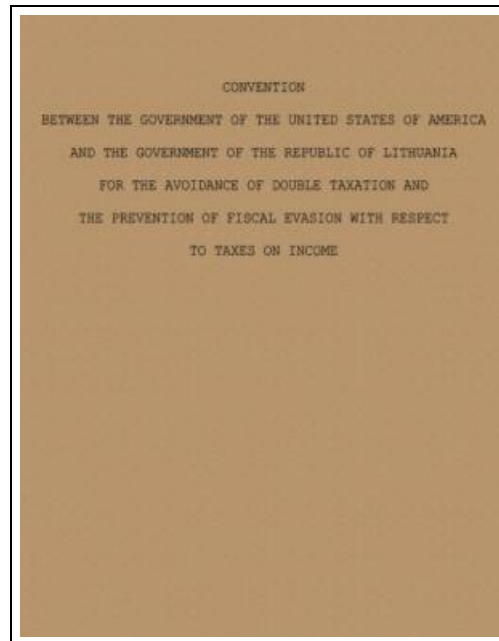 CONVENTION
BETWEEN THE GOVERNMENT OF THE UNITED STATES OF AMERICA
AND THE GOVERNMENT OF THE REPUBLIC OF LITHUANIA
FOR THE AVOIDANCE OF DOUBLE TAXATION AND
THE PREVENTION OF FISCAL EVASION WITH RESPECT
TO TAXES ON INCOME